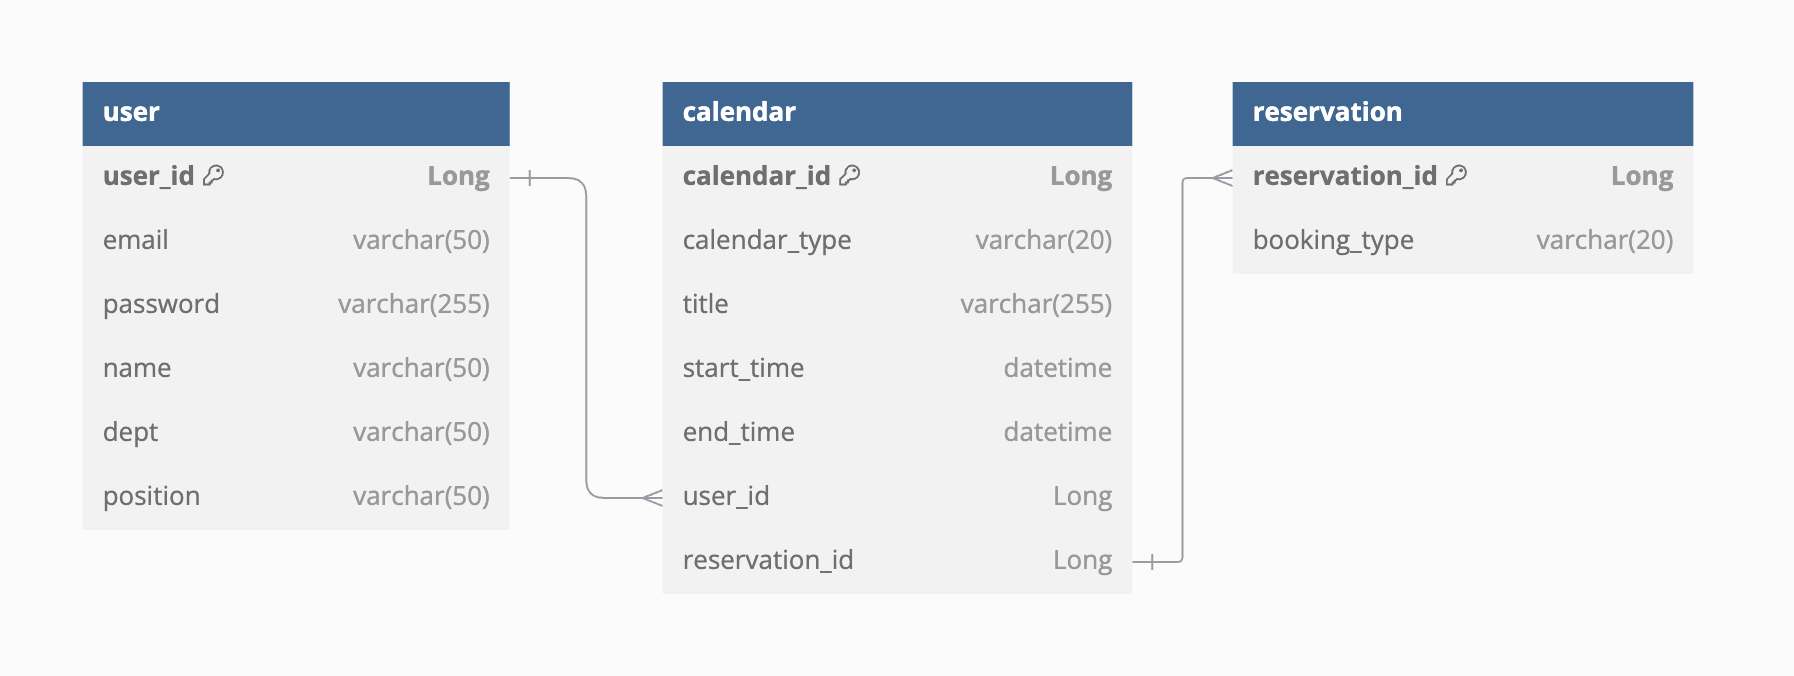 user
user_id Long
email varchar(50)
password varchar(255)
name varchar(50)
dept varchar(50)
position varchar(50)
calendar
calendar_id Long
calendar_type varchar(20)
title varchar(255)
start_time datetime
end_time datetime
user_id Long
reservation_id Long
reservation
reservation_id Long
booking_type varchar(20)